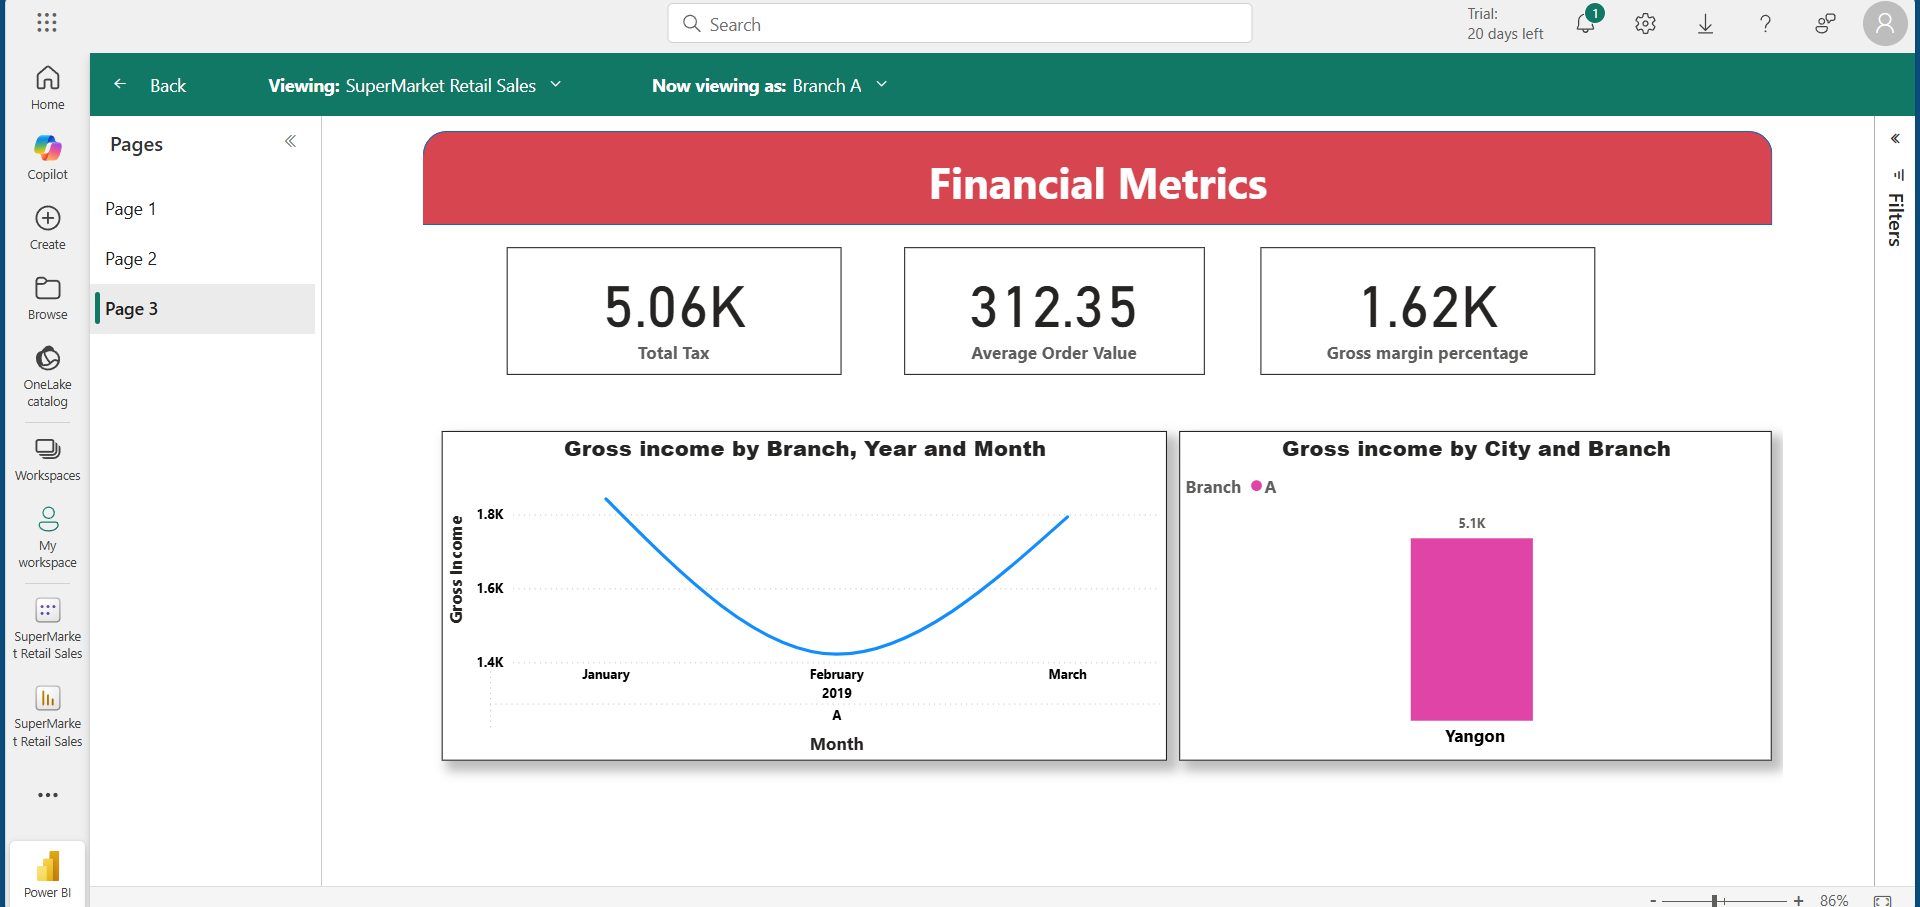 Search
Trial:
20 days left
1
Back
Viewing: SuperMarket Retail Sales
Now viewing as: Branch A
Home
Copilot
Create
Browse
OneLake
catalog
Workspaces
My
workspace
SuperMarke
t Retail Sales
SuperMarke
t Retail Sales
Power BI
Pages
Page 1
Page 2
Page 3
Financial Metrics
5.06K
Total Tax
312.35
Average Order Value
1.62K
Gross margin percentage
Gross income by Branch, Year and Month
Gross Income
1.8K
1.6K
1.4K
January
February
March
2019
A
Month
Gross income by City and Branch
Branch A
5.1K
Yangon
Filters
- + 86%